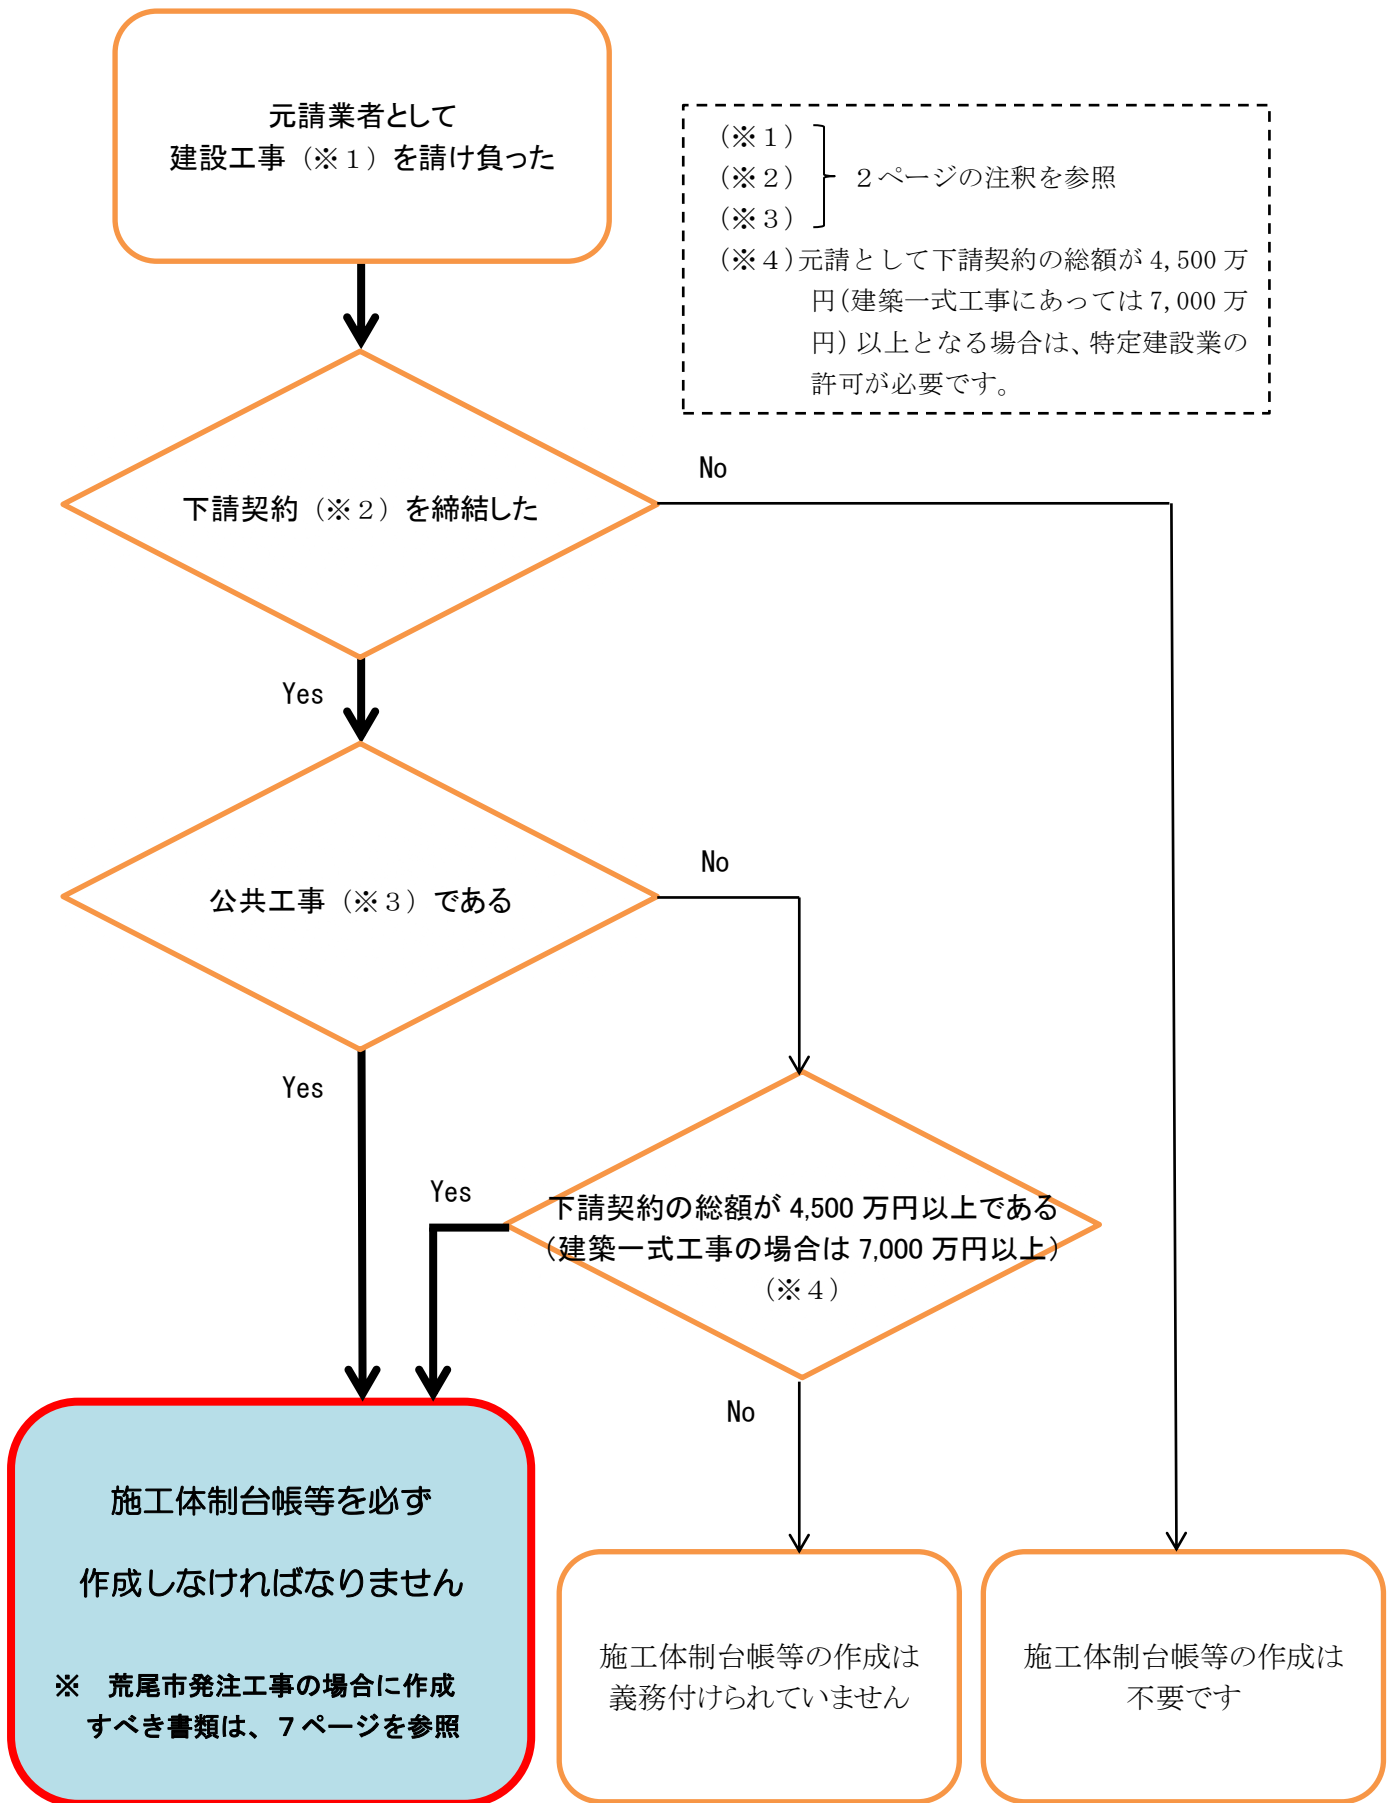 元請業者として
建設工事（※１）を請け負った
（※１）
（※２）
２ページの注釈を参照
（※３）
（※４）元請として下請契約の総額が 4,500 万
円（建築一式工事にあっては 7,000 万
円）以上となる場合は、特定建設業の
許可が必要です。
No
下請契約（※２）を締結した
Yes
No
公共工事（※３）である
Yes
Yes
下請契約の総額が 4,500 万円以上である
（建築一式工事の場合は 7,000 万円以上）
（※４）
No
施工体制台帳等を必ず
作成しなければなりません
※　荒尾市発注工事の場合に作成
すべき書類は、７ページを参照
施工体制台帳等の作成は
義務付けられていません
施工体制台帳等の作成は
不要です